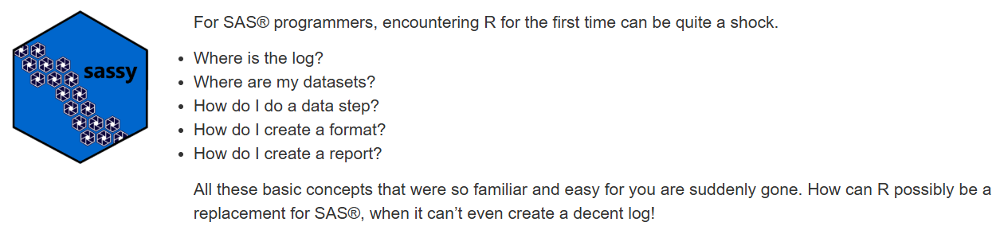 For SAS® programmers, encountering R for the first time can be quite a shock.
sassy
• Where is the log?
• Where are my datasets?
• How do I do a data step?
• How do I create a format?
• How do I create a report?
All these basic concepts that were so familiar and easy for you are suddenly gone. How can R possibly be a
replacement for SAS®, when it can’t even create a decent log!